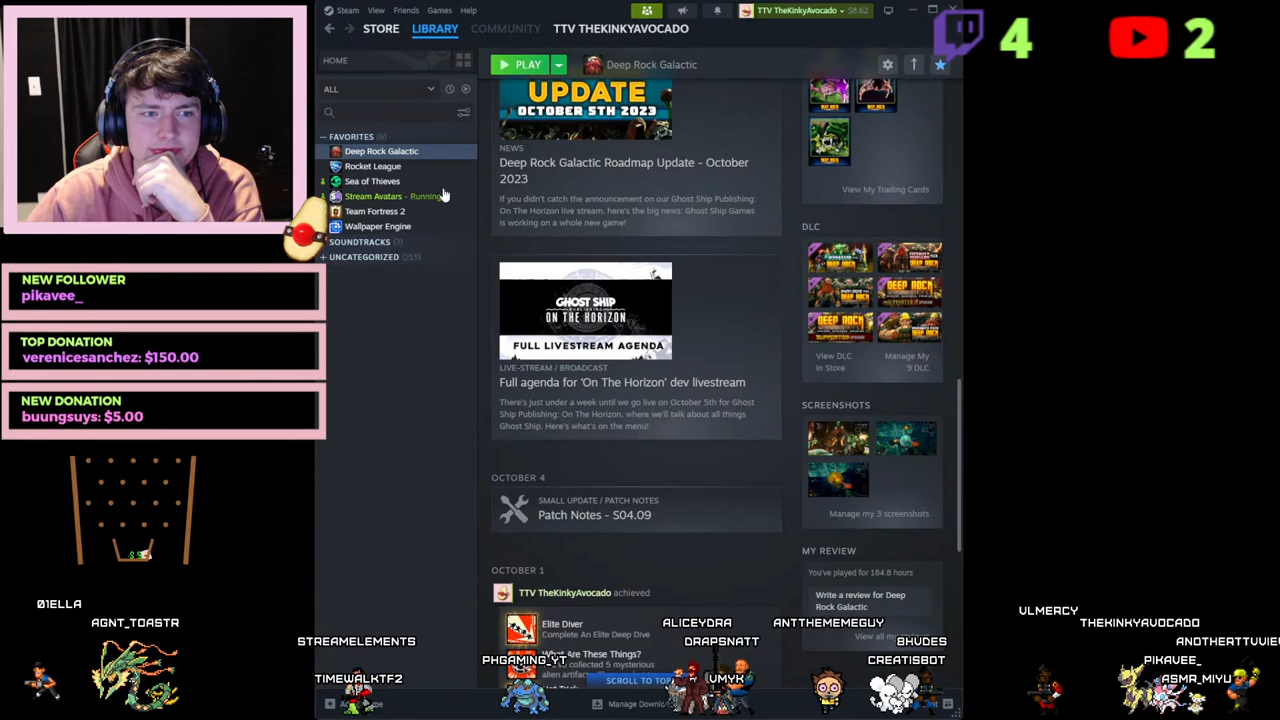 Steam View Friends Games Help
TTV TheKinkyAvocado $8.62
4
2
STORE LIBRARY COMMUNITY TTV THEKINKYAVOCADO
HOME
PLAY
Deep Rock Galactic
ALL
FAVORITES (6)
Deep Rock Galactic
Rocket League
Sea of Thieves
Stream Avatars - Running
Team Fortress 2
Wallpaper Engine
SOUNDTRACKS (7)
UNCATEGORIZED (215)
UPDATE
OCTOBER 5TH 2023
NEWS
Deep Rock Galactic Roadmap Update - October
2023
If you didn't catch the announcement on our Ghost Ship Publishing:
On The Horizon live stream, here's the big news: Ghost Ship Games
is working on a whole new game!
GHOST SHIP
ON THE HORIZON
FULL LIVESTREAM AGENDA
LIVE-STREAM / BROADCAST
Full agenda for 'On The Horizon' dev livestream
There's just under a week until we go live on October 5th for Ghost
Ship Publishing: On The Horizon, where we'll talk about all things
Ghost Ship. Here's what's on the menu!
OCTOBER 4
SMALL UPDATE / PATCH NOTES
Patch Notes - S04.09
OCTOBER 1
TTV TheKinkyAvocado achieved
Elite Diver
Complete An Elite Deep Dive
What Are These Things?
SCROLL TO TOP
View My Trading Cards
DLC
View DLC
In Store
Manage My
9 DLC
SCREENSHOTS
Manage my 3 screenshots
MY REVIEW
You've played for 184.8 hours
Write a review for Deep
Rock Galactic
NEW FOLLOWER
pikavee_
TOP DONATION
verenicesanchez: $150.00
NEW DONATION
buungsuys: $5.00
01ELLA
AGNT_TOASTR
STREAMELEMENTS
TIMEWALKTF2
PHGAMING_YT
ALICEYDRA
DRAPSNATT
VMYK
ANTTHEMEMEGUY
8HVDES
CREATISBOT
VLMERCY
THEKINKYAVOCADO
PIKAVEE_
ASMR_MIYU